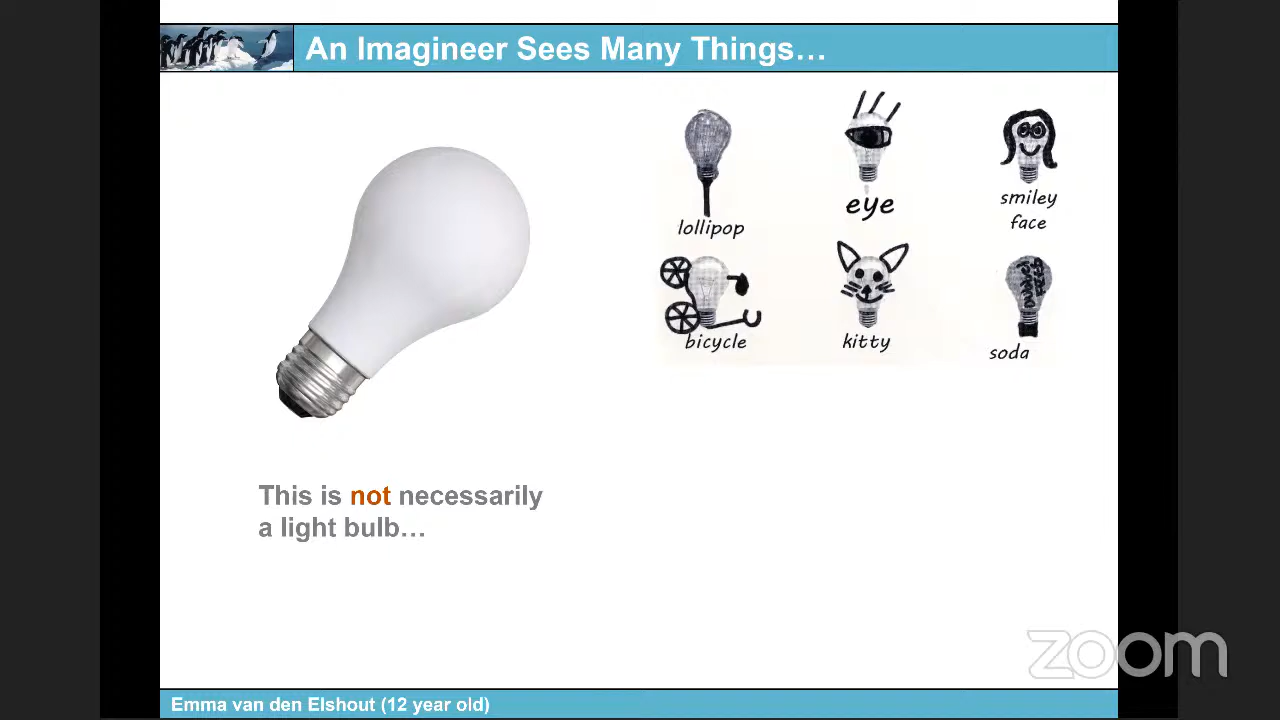 An Imagineer Sees Many Things…
lollipop
eye
smiley
face
bicycle
kitty
soda
This is not necessarily
a light bulb…
zoom
Emma van den Elshout (12 year old)